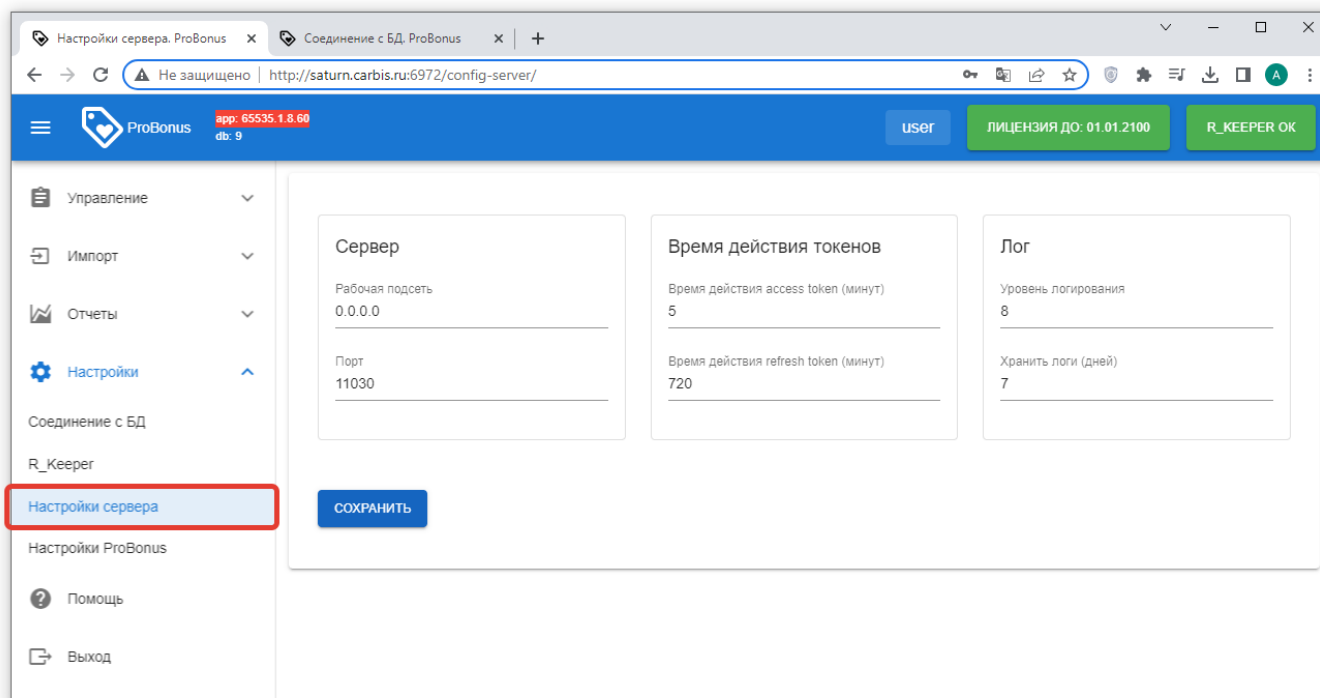 Настройки сервера. ProBonus
Соединение с БД. ProBonus
Не защищено http://saturn.carbis.ru:6972/config-server/
A
ProBonus
app: 65535.1.8.60
db: 9
user
ЛИЦЕНЗИЯ ДО: 01.01.2100
R_KEEPER OK
Управление
Импорт
Отчеты
Настройки
Соединение с БД
R_Keeper
Настройки сервера
Настройки ProBonus
Помощь
Выход
Сервер
Рабочая подсеть
0.0.0.0
Порт
11030
Время действия токенов
Время действия access token (минут)
5
Время действия refresh token (минут)
720
Лог
Уровень логирования
8
Хранить логи (дней)
7
СОХРАНИТЬ